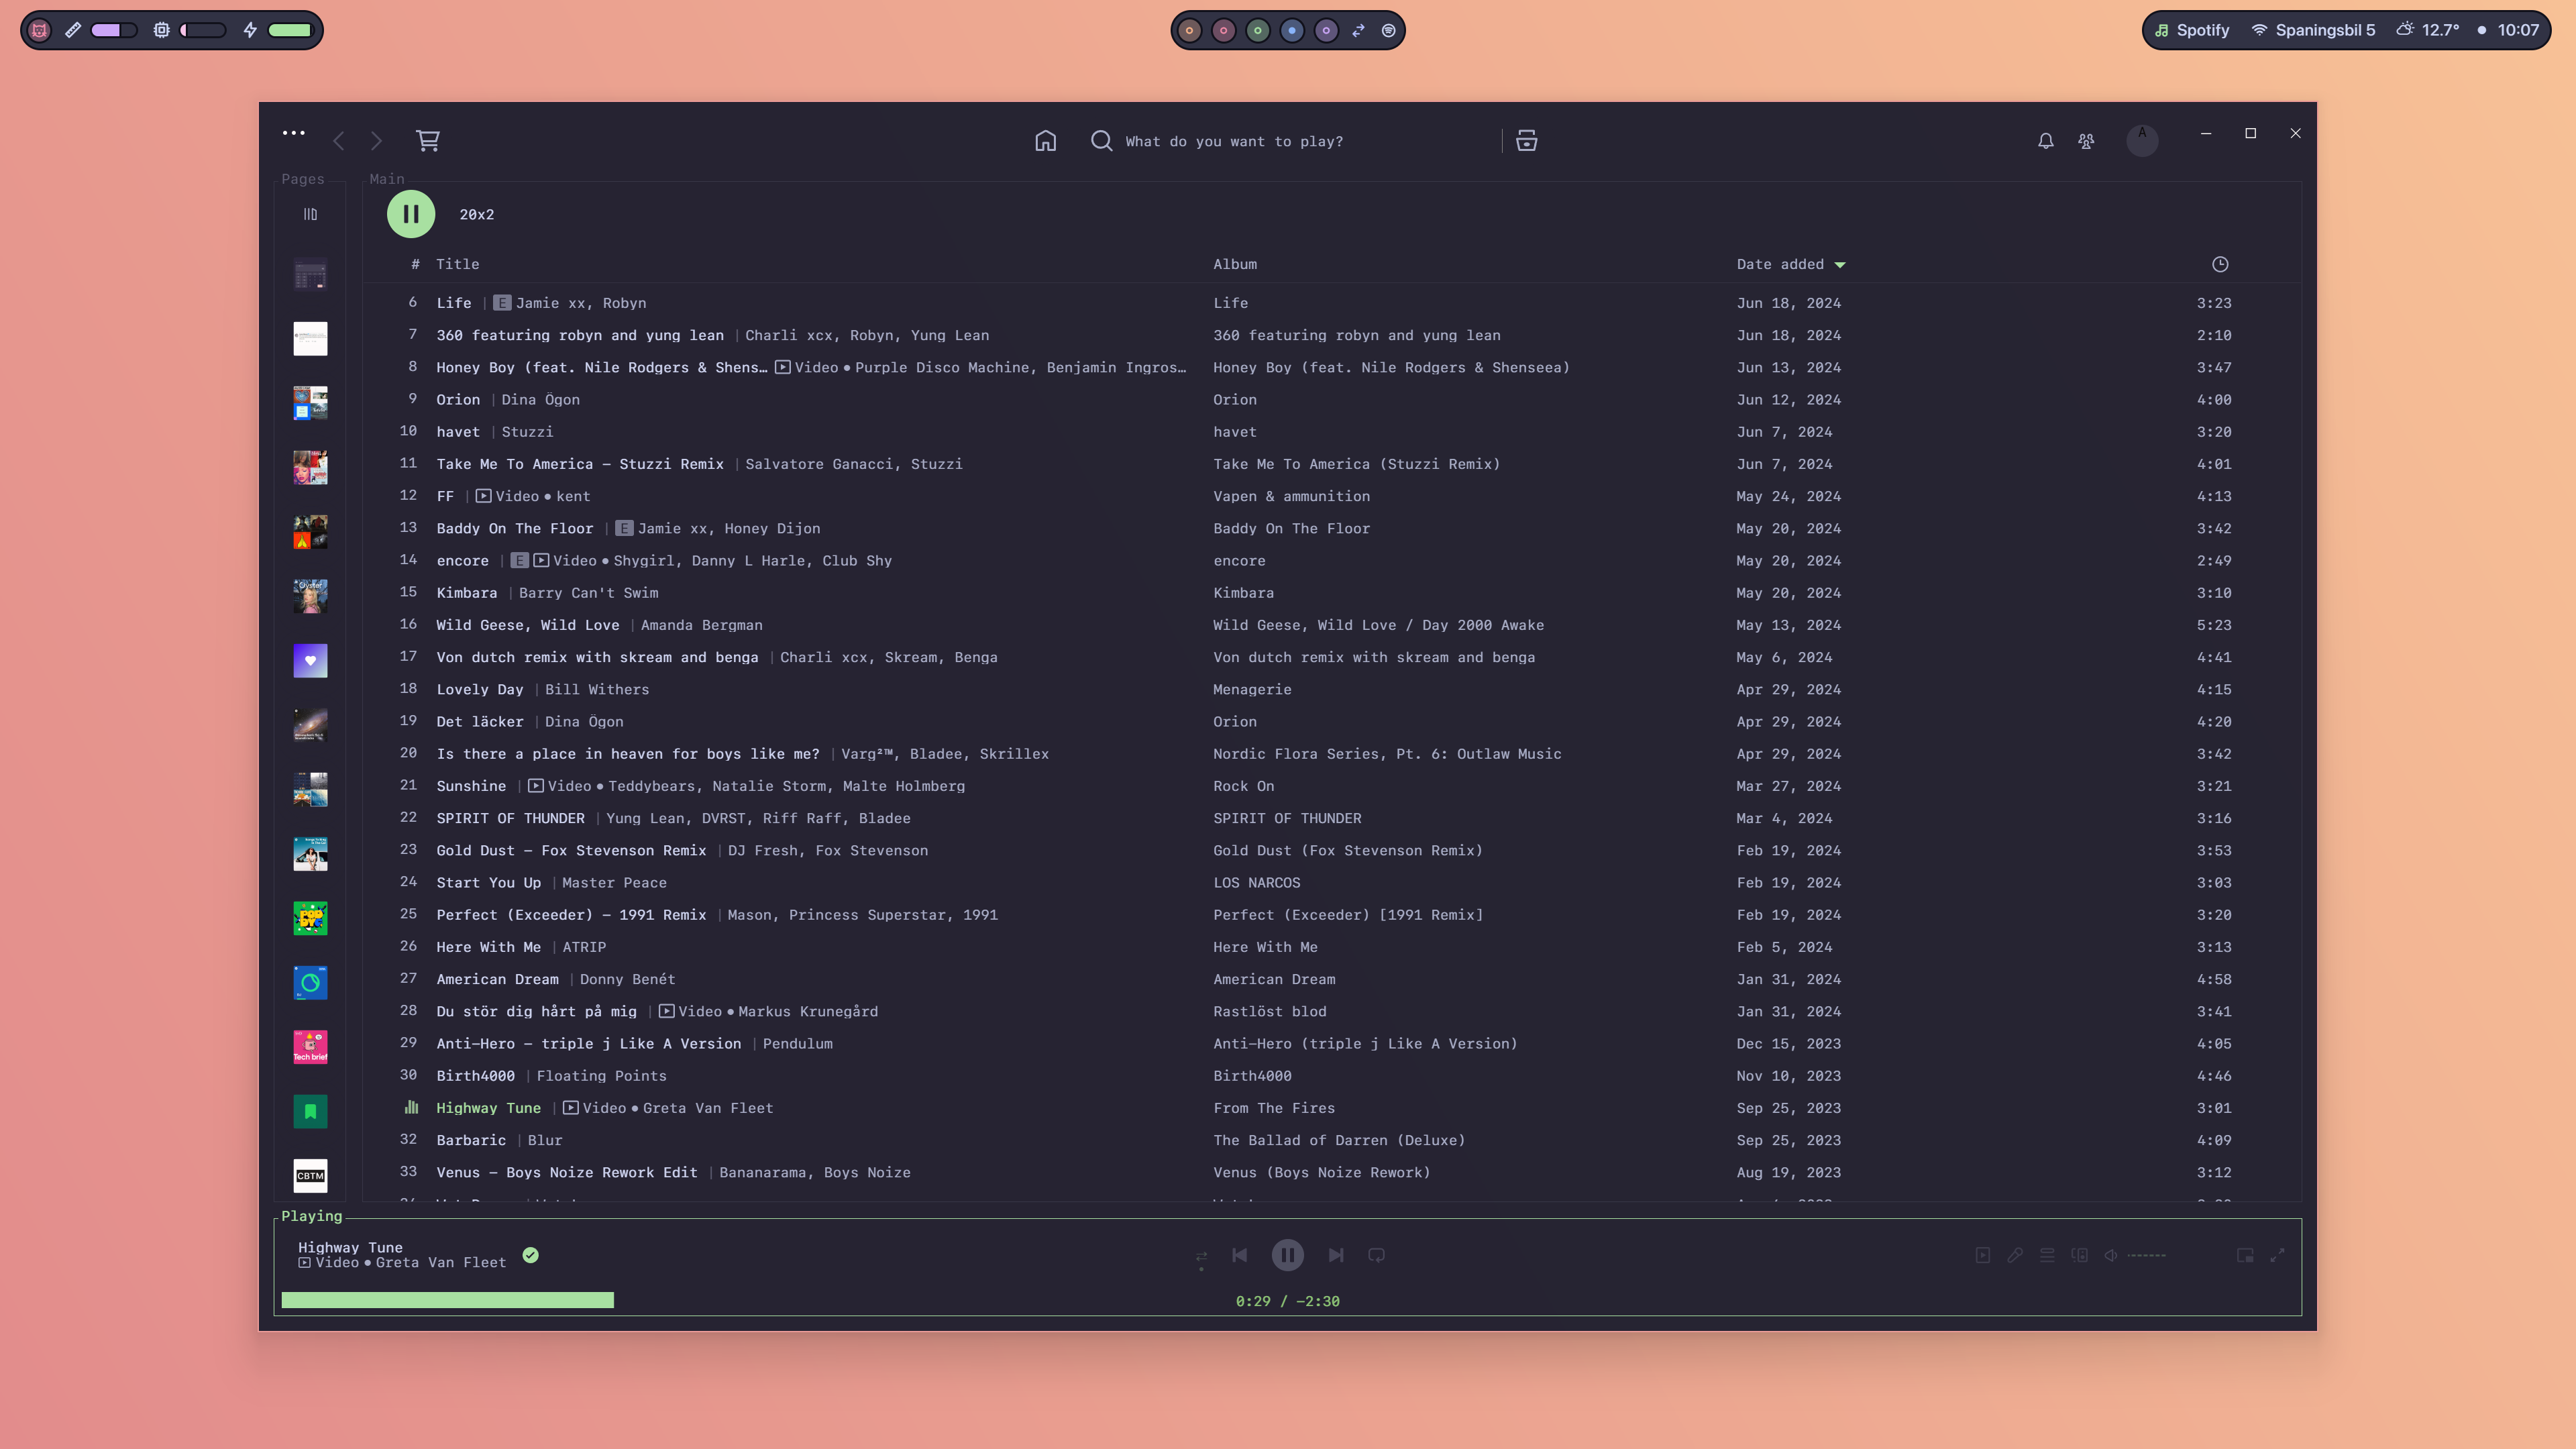 Spotify Spaningsbil 5 12.7° 10:07
What do you want to play?
A
Pages
Main
20x2
# Title Album Date added
6 Life | E Jamie xx, Robyn Life Jun 18, 2024 3:23
7 360 featuring robyn and yung lean | Charli xcx, Robyn, Yung Lean 360 featuring robyn and yung lean Jun 18, 2024 2:10
8 Honey Boy (feat. Nile Rodgers & Shens… Video • Purple Disco Machine, Benjamin Ingros… Honey Boy (feat. Nile Rodgers & Shenseea) Jun 13, 2024 3:47
9 Orion | Dina Ögon Orion Jun 12, 2024 4:00
10 havet | Stuzzi havet Jun 7, 2024 3:20
11 Take Me To America – Stuzzi Remix | Salvatore Ganacci, Stuzzi Take Me To America (Stuzzi Remix) Jun 7, 2024 4:01
12 FF | Video • kent Vapen & ammunition May 24, 2024 4:13
13 Baddy On The Floor | E Jamie xx, Honey Dijon Baddy On The Floor May 20, 2024 3:42
14 encore | E Video • Shygirl, Danny L Harle, Club Shy encore May 20, 2024 2:49
15 Kimbara | Barry Can't Swim Kimbara May 20, 2024 3:10
16 Wild Geese, Wild Love | Amanda Bergman Wild Geese, Wild Love / Day 2000 Awake May 13, 2024 5:23
17 Von dutch remix with skream and benga | Charli xcx, Skream, Benga Von dutch remix with skream and benga May 6, 2024 4:41
18 Lovely Day | Bill Withers Menagerie Apr 29, 2024 4:15
19 Det läcker | Dina Ögon Orion Apr 29, 2024 4:20
20 Is there a place in heaven for boys like me? | Varg²™, Bladee, Skrillex Nordic Flora Series, Pt. 6: Outlaw Music Apr 29, 2024 3:42
21 Sunshine | Video • Teddybears, Natalie Storm, Malte Holmberg Rock On Mar 27, 2024 3:21
22 SPIRIT OF THUNDER | Yung Lean, DVRST, Riff Raff, Bladee SPIRIT OF THUNDER Mar 4, 2024 3:16
23 Gold Dust – Fox Stevenson Remix | DJ Fresh, Fox Stevenson Gold Dust (Fox Stevenson Remix) Feb 19, 2024 3:53
24 Start You Up | Master Peace LOS NARCOS Feb 19, 2024 3:03
25 Perfect (Exceeder) – 1991 Remix | Mason, Princess Superstar, 1991 Perfect (Exceeder) [1991 Remix] Feb 19, 2024 3:20
26 Here With Me | ATRIP Here With Me Feb 5, 2024 3:13
27 American Dream | Donny Benét American Dream Jan 31, 2024 4:58
28 Du stör dig hårt på mig | Video • Markus Krunegård Rastlöst blod Jan 31, 2024 3:41
29 Anti–Hero – triple j Like A Version | Pendulum Anti–Hero (triple j Like A Version) Dec 15, 2023 4:05
30 Birth4000 | Floating Points Birth4000 Nov 10, 2023 4:46
Highway Tune | Video • Greta Van Fleet From The Fires Sep 25, 2023 3:01
32 Barbaric | Blur The Ballad of Darren (Deluxe) Sep 25, 2023 4:09
33 Venus – Boys Noize Rework Edit | Bananarama, Boys Noize Venus (Boys Noize Rework) Aug 19, 2023 3:12
Oyster
Tech brief
CBTM
Playing
Highway Tune
Video • Greta Van Fleet
0:29 / –2:30